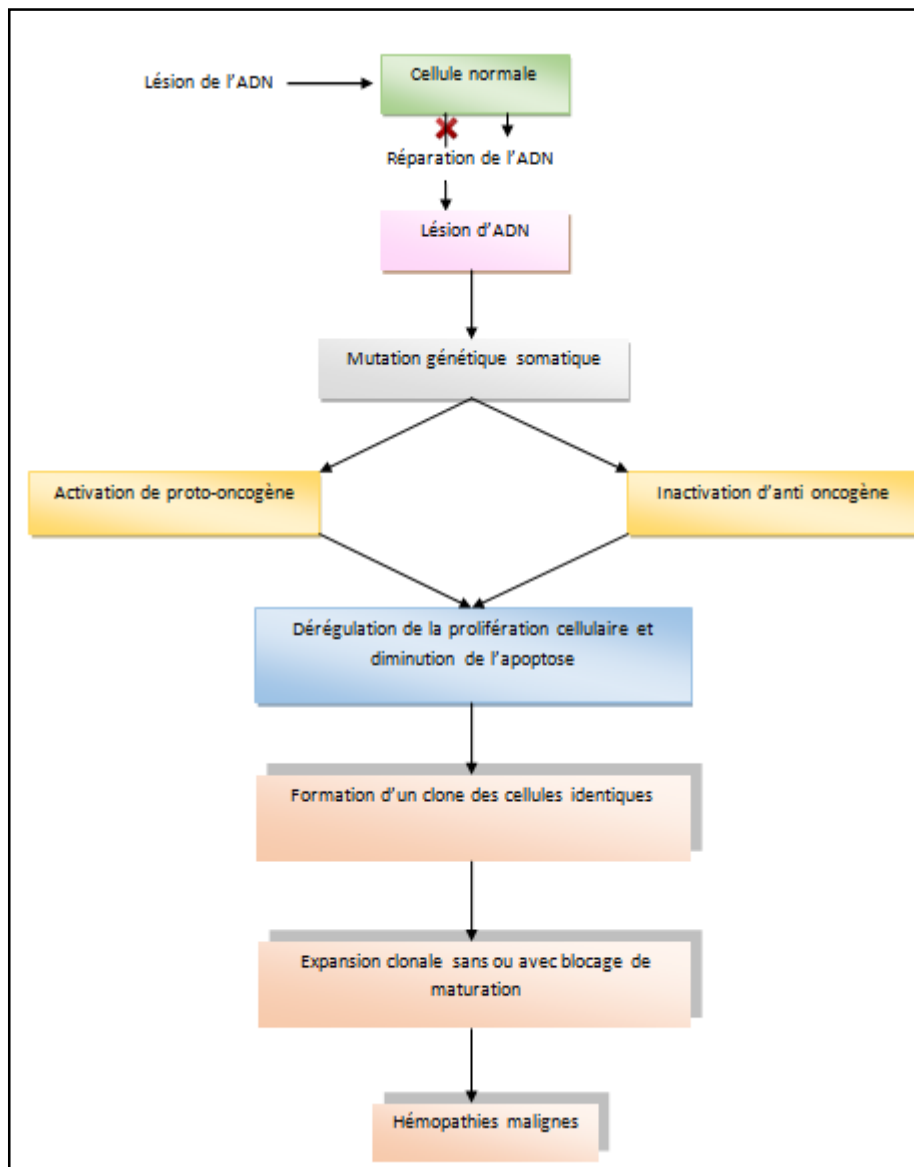 Lésion de l’ADN
Cellule normale
Réparation de l’ADN
Lésion d’ADN
Mutation génétique somatique
Activation de proto-oncogène
Inactivation d’anti oncogène
Dérégulation de la prolifération cellulaire et
diminution de l’apoptose
Formation d’un clone des cellules identiques
Expansion clonale sans ou avec blocage de
maturation
Hémopathies malignes